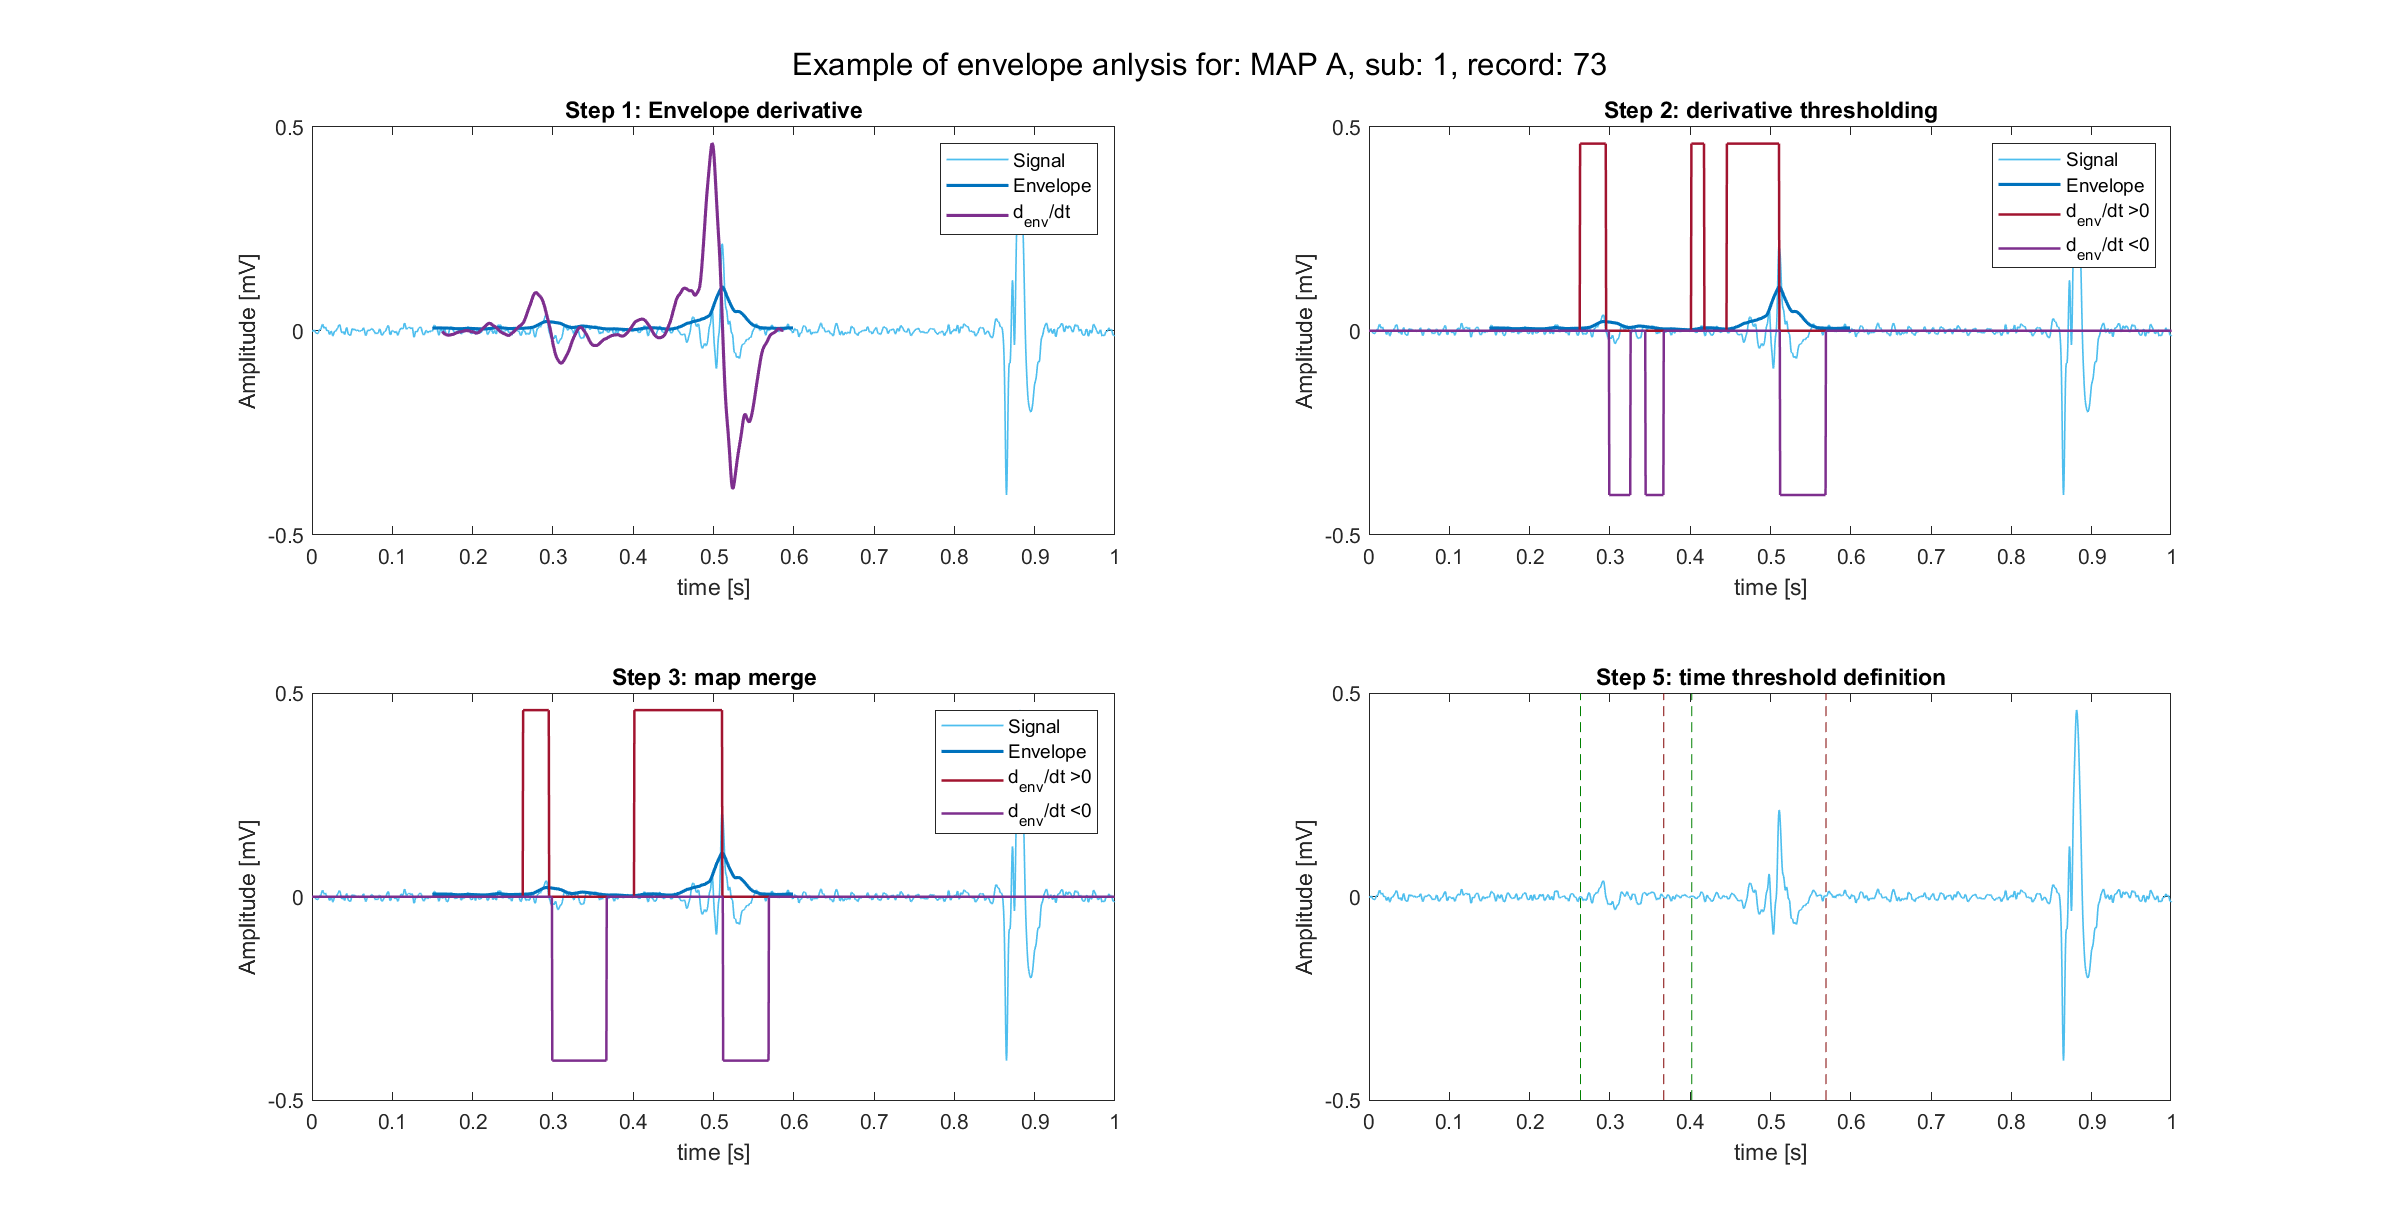 Example of envelope anlysis for: MAP A, sub: 1, record: 73
Step 1: Envelope derivative
0.5
0
-0.5
Amplitude [mV]
Signal
Envelope
d_env/dt
0 0.1 0.2 0.3 0.4 0.5 0.6 0.7 0.8 0.9 1
time [s]
Step 2: derivative thresholding
0.5
0
-0.5
Amplitude [mV]
Signal
Envelope
d_env/dt >0
d_env/dt <0
0 0.1 0.2 0.3 0.4 0.5 0.6 0.7 0.8 0.9 1
time [s]
Step 3: map merge
0.5
0
-0.5
Amplitude [mV]
Signal
Envelope
d_env/dt >0
d_env/dt <0
0 0.1 0.2 0.3 0.4 0.5 0.6 0.7 0.8 0.9 1
time [s]
Step 5: time threshold definition
0.5
0
-0.5
Amplitude [mV]
0 0.1 0.2 0.3 0.4 0.5 0.6 0.7 0.8 0.9 1
time [s]